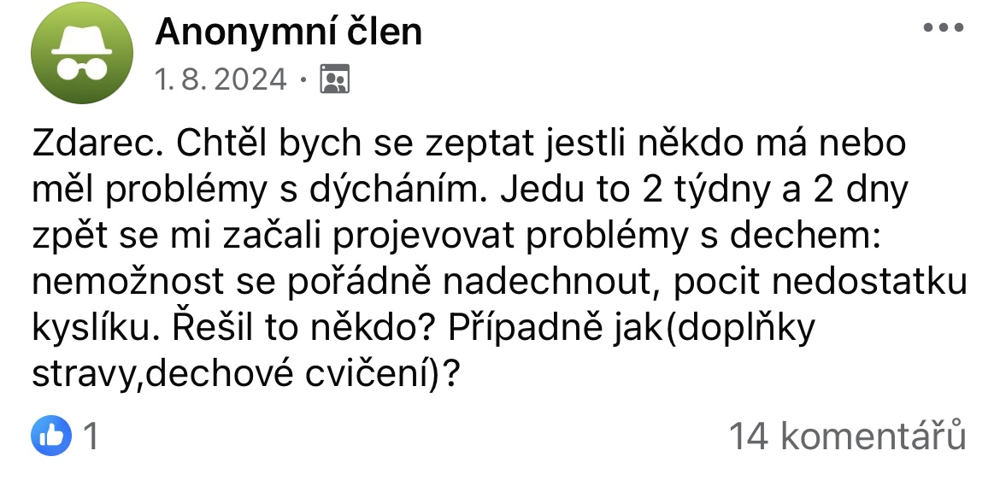 Anonymní člen
1. 8. 2024 ·
Zdarec. Chtěl bych se zeptat jestli někdo má nebo
měl problémy s dýcháním. Jedu to 2 týdny a 2 dny
zpět se mi začali projevovat problémy s dechem:
nemožnost se pořádně nadechnout, pocit nedostatku
kyslíku. Řešil to někdo? Případně jak(doplňky
stravy,dechové cvičení)?
1
14 komentářů